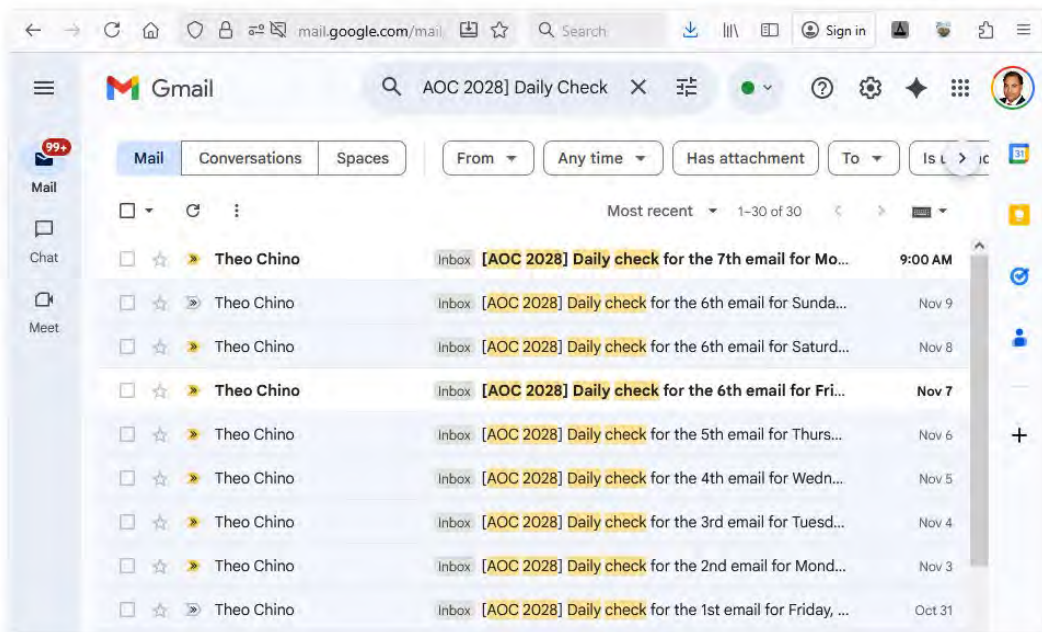 mail.google.com/mail
Search
Sign in
Gmail
AOC 2028] Daily Check
99+
Mail
Chat
Meet
Mail Conversations Spaces From Any time Has attachment To
31
Most recent 1–30 of 30
Theo Chino Inbox [AOC 2028] Daily check for the 7th email for Mo... 9:00 AM
Theo Chino Inbox [AOC 2028] Daily check for the 6th email for Sunda... Nov 9
Theo Chino Inbox [AOC 2028] Daily check for the 6th email for Saturd... Nov 8
Theo Chino Inbox [AOC 2028] Daily check for the 6th email for Fri... Nov 7
Theo Chino Inbox [AOC 2028] Daily check for the 5th email for Thurs... Nov 6
Theo Chino Inbox [AOC 2028] Daily check for the 4th email for Wedn... Nov 5
Theo Chino Inbox [AOC 2028] Daily check for the 3rd email for Tuesd... Nov 4
Theo Chino Inbox [AOC 2028] Daily check for the 2nd email for Mond... Nov 3
Theo Chino Inbox [AOC 2028] Daily check for the 1st email for Friday, ... Oct 31